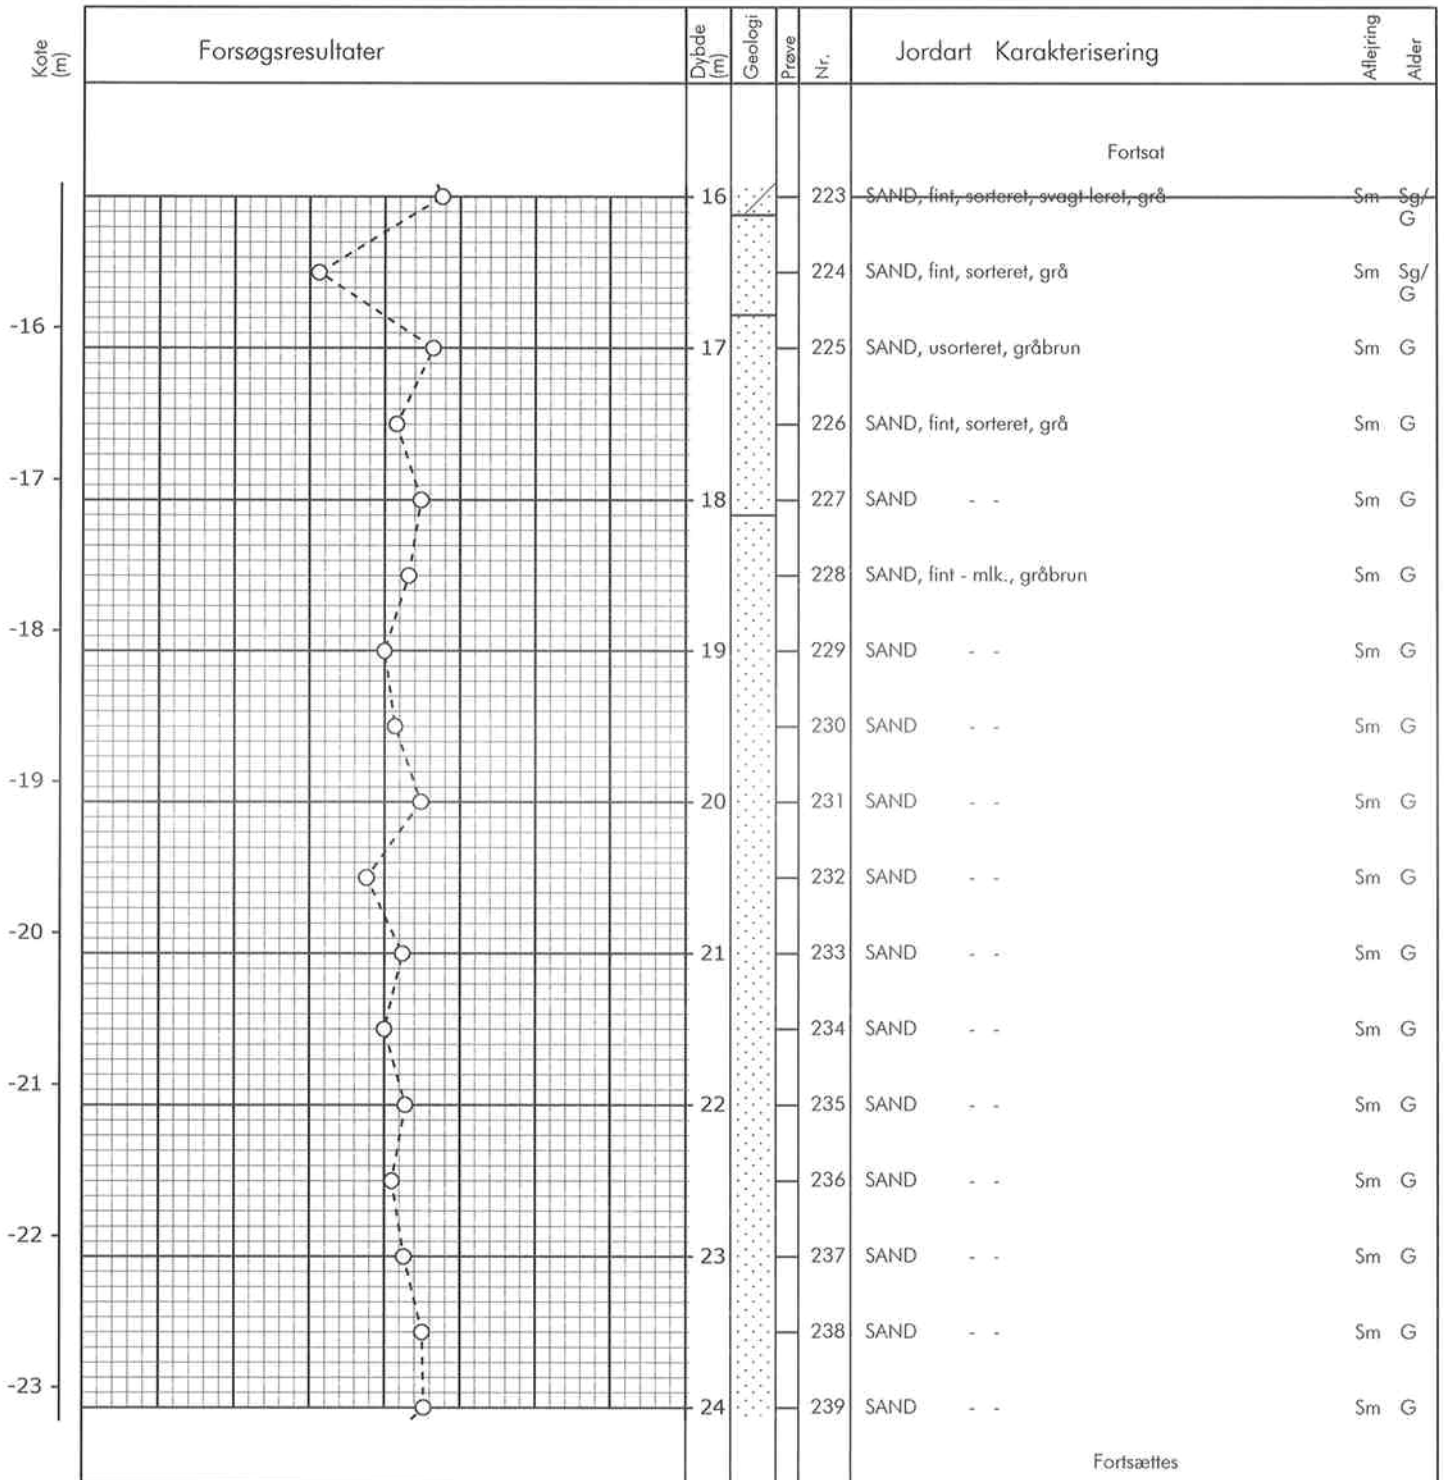 Kote (m) Forsøgsresultater Dybde (m) Geologi Prøve Nr. Jordart Karakterisering Aflejring Alder
Fortsat
16 223 SAND, fint, sorteret, svagt leret, grå Sm Sg/
G
224 SAND, fint, sorteret, grå Sm Sg/
G
-16
17 225 SAND, usorteret, gråbrun Sm G
226 SAND, fint, sorteret, grå Sm G
-17
18 227 SAND - - Sm G
228 SAND, fint - mlk., gråbrun Sm G
-18
19 229 SAND - - Sm G
230 SAND - - Sm G
-19
20 231 SAND - - Sm G
232 SAND - - Sm G
-20
21 233 SAND - - Sm G
234 SAND - - Sm G
-21
22 235 SAND - - Sm G
236 SAND - - Sm G
-22
23 237 SAND - - Sm G
238 SAND - - Sm G
-23
24 239 SAND - - Sm G
Fortsættes